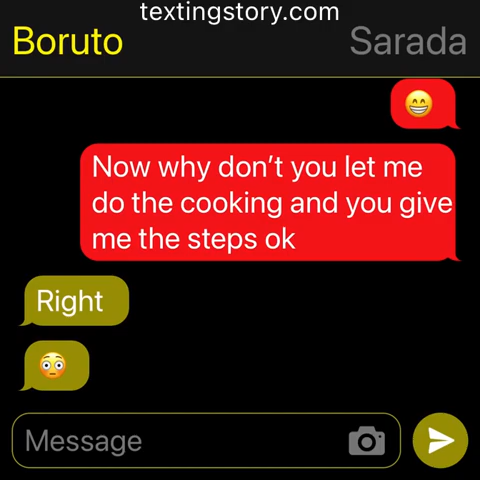 textingstory.com
Boruto
Sarada
😁
Now why don't you let me
do the cooking and you give
me the steps ok
Right
😳
Message